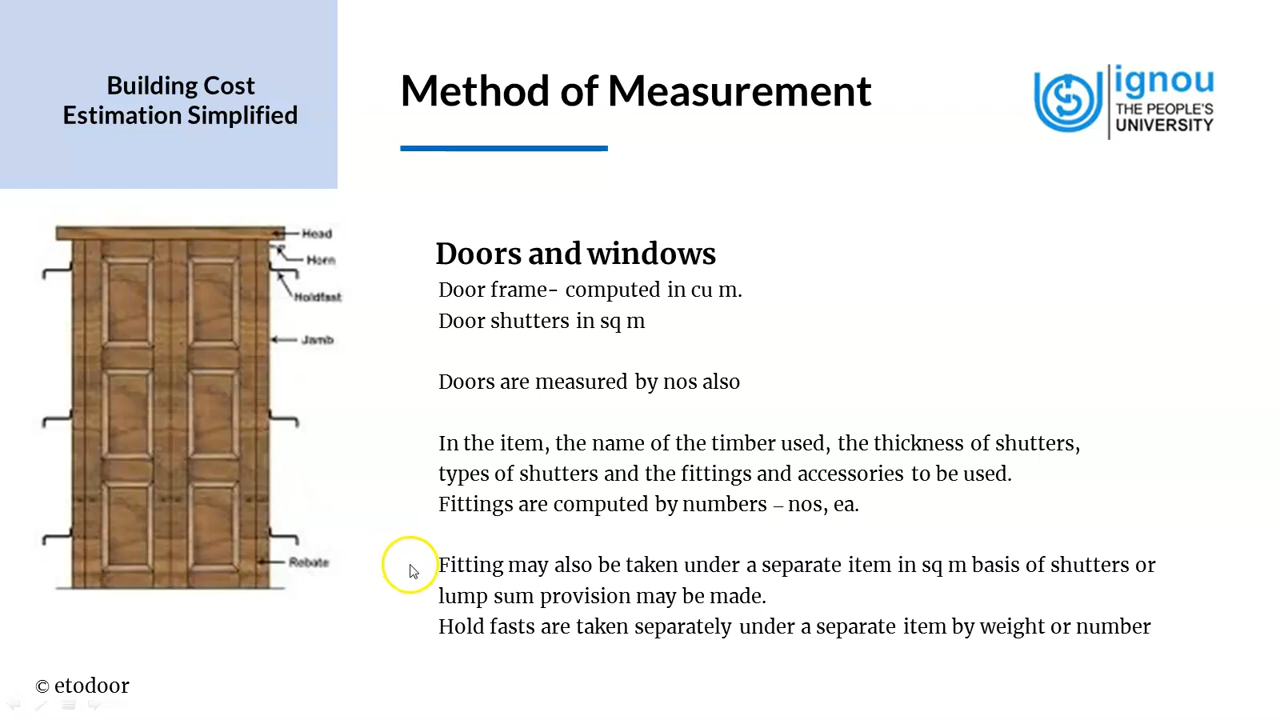 Building Cost
Estimation Simplified
Method of Measurement
ignou
THE PEOPLE'S
UNIVERSITY
Head
Horn
Holdfast
Jamb
Rebate
Doors and windows
Door frame- computed in cu m.
Door shutters in sq m
Doors are measured by nos also
In the item, the name of the timber used, the thickness of shutters,
types of shutters and the fittings and accessories to be used.
Fittings are computed by numbers – nos, ea.
Fitting may also be taken under a separate item in sq m basis of shutters or
lump sum provision may be made.
Hold fasts are taken separately under a separate item by weight or number
© etodoor